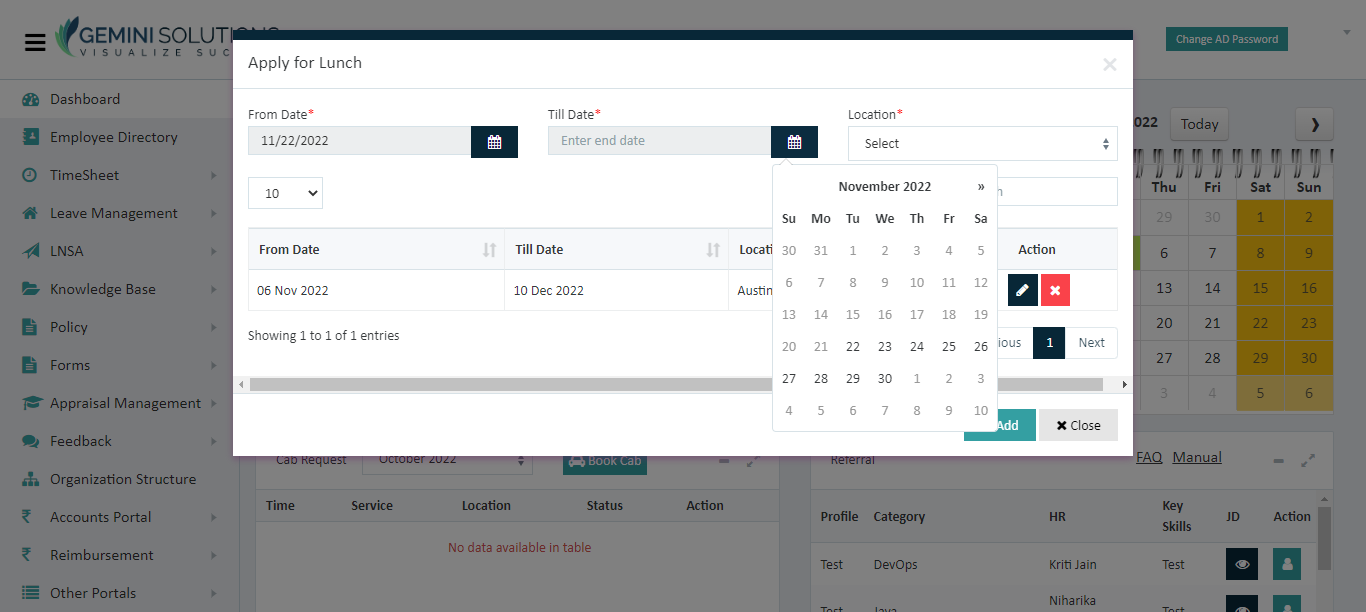 GEMINI SOLUTIONS
VISUALIZE SUC
Change AD Password
Dashboard
Employee Directory
TimeSheet
Leave Management
LNSA
Knowledge Base
Policy
Forms
Appraisal Management
Feedback
Organization Structure
Accounts Portal
Reimbursement
Other Portals
Apply for Lunch
×
From Date*
Till Date*
Location*
11/22/2022
Enter end date
Select
10
From Date
Till Date
Action
06 Nov 2022
10 Dec 2022
Austin
Showing 1 to 1 of 1 entries
1
Next
Add
Close
November 2022 »
Su Mo Tu We Th Fr Sa
30 31 1 2 3 4 5
6 7 8 9 10 11 12
13 14 15 16 17 18 19
20 21 22 23 24 25 26
27 28 29 30 1 2 3
4 5 6 7 8 9 10
022
Today
❯
Thu Fri Sat Sun
29 30 1 2
6 7 8 9
13 14 15 16
20 21 22 23
27 28 29 30
3 4 5 6
Cab Request
October 2022
Book Cab
Time Service Location Status Action
No data available in table
Referral
FAQ Manual
Profile Category HR Key Skills JD Action
Test DevOps Kriti Jain Test
Test Java Niharika Test